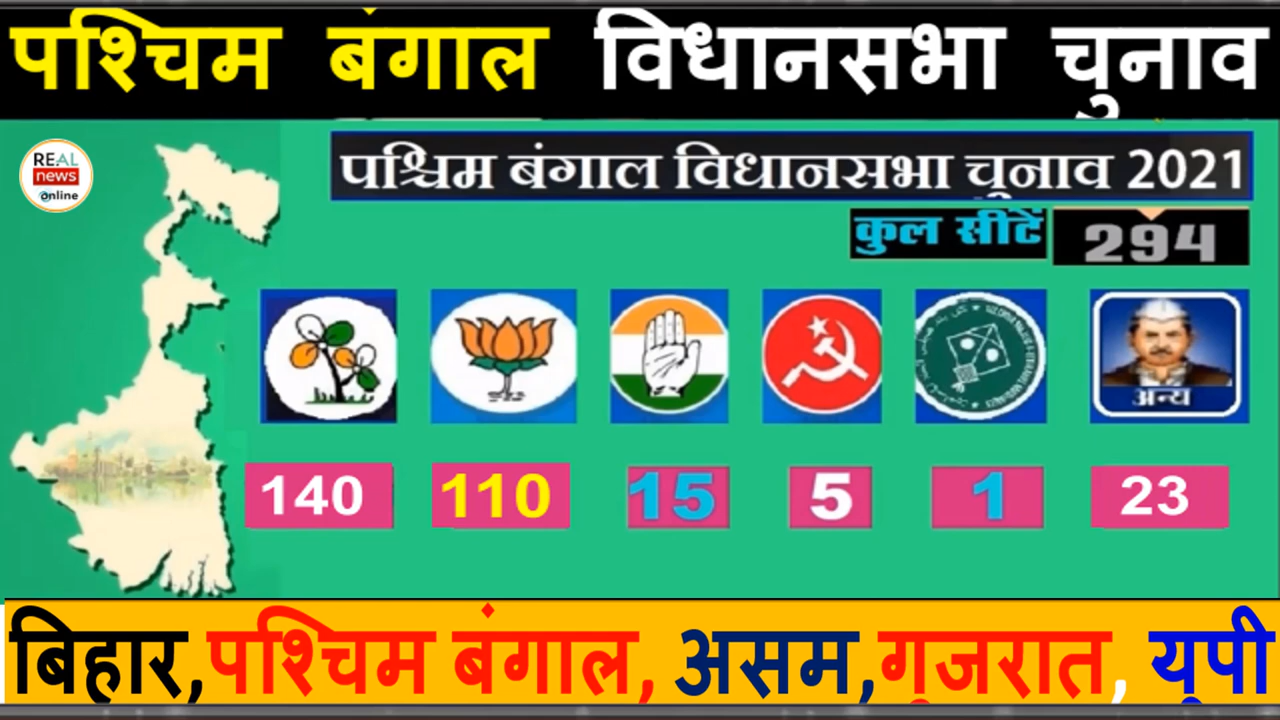 पश्चिम बंगाल विधानसभा चुनाव
REAL
news
Online
पश्चिम बंगाल विधानसभा चुनाव 2021
कुल सीटें 294
अन्य
140 110 15 5 1 23
बिहार,पश्चिम बंगाल, असम,गुजरात, यूपी